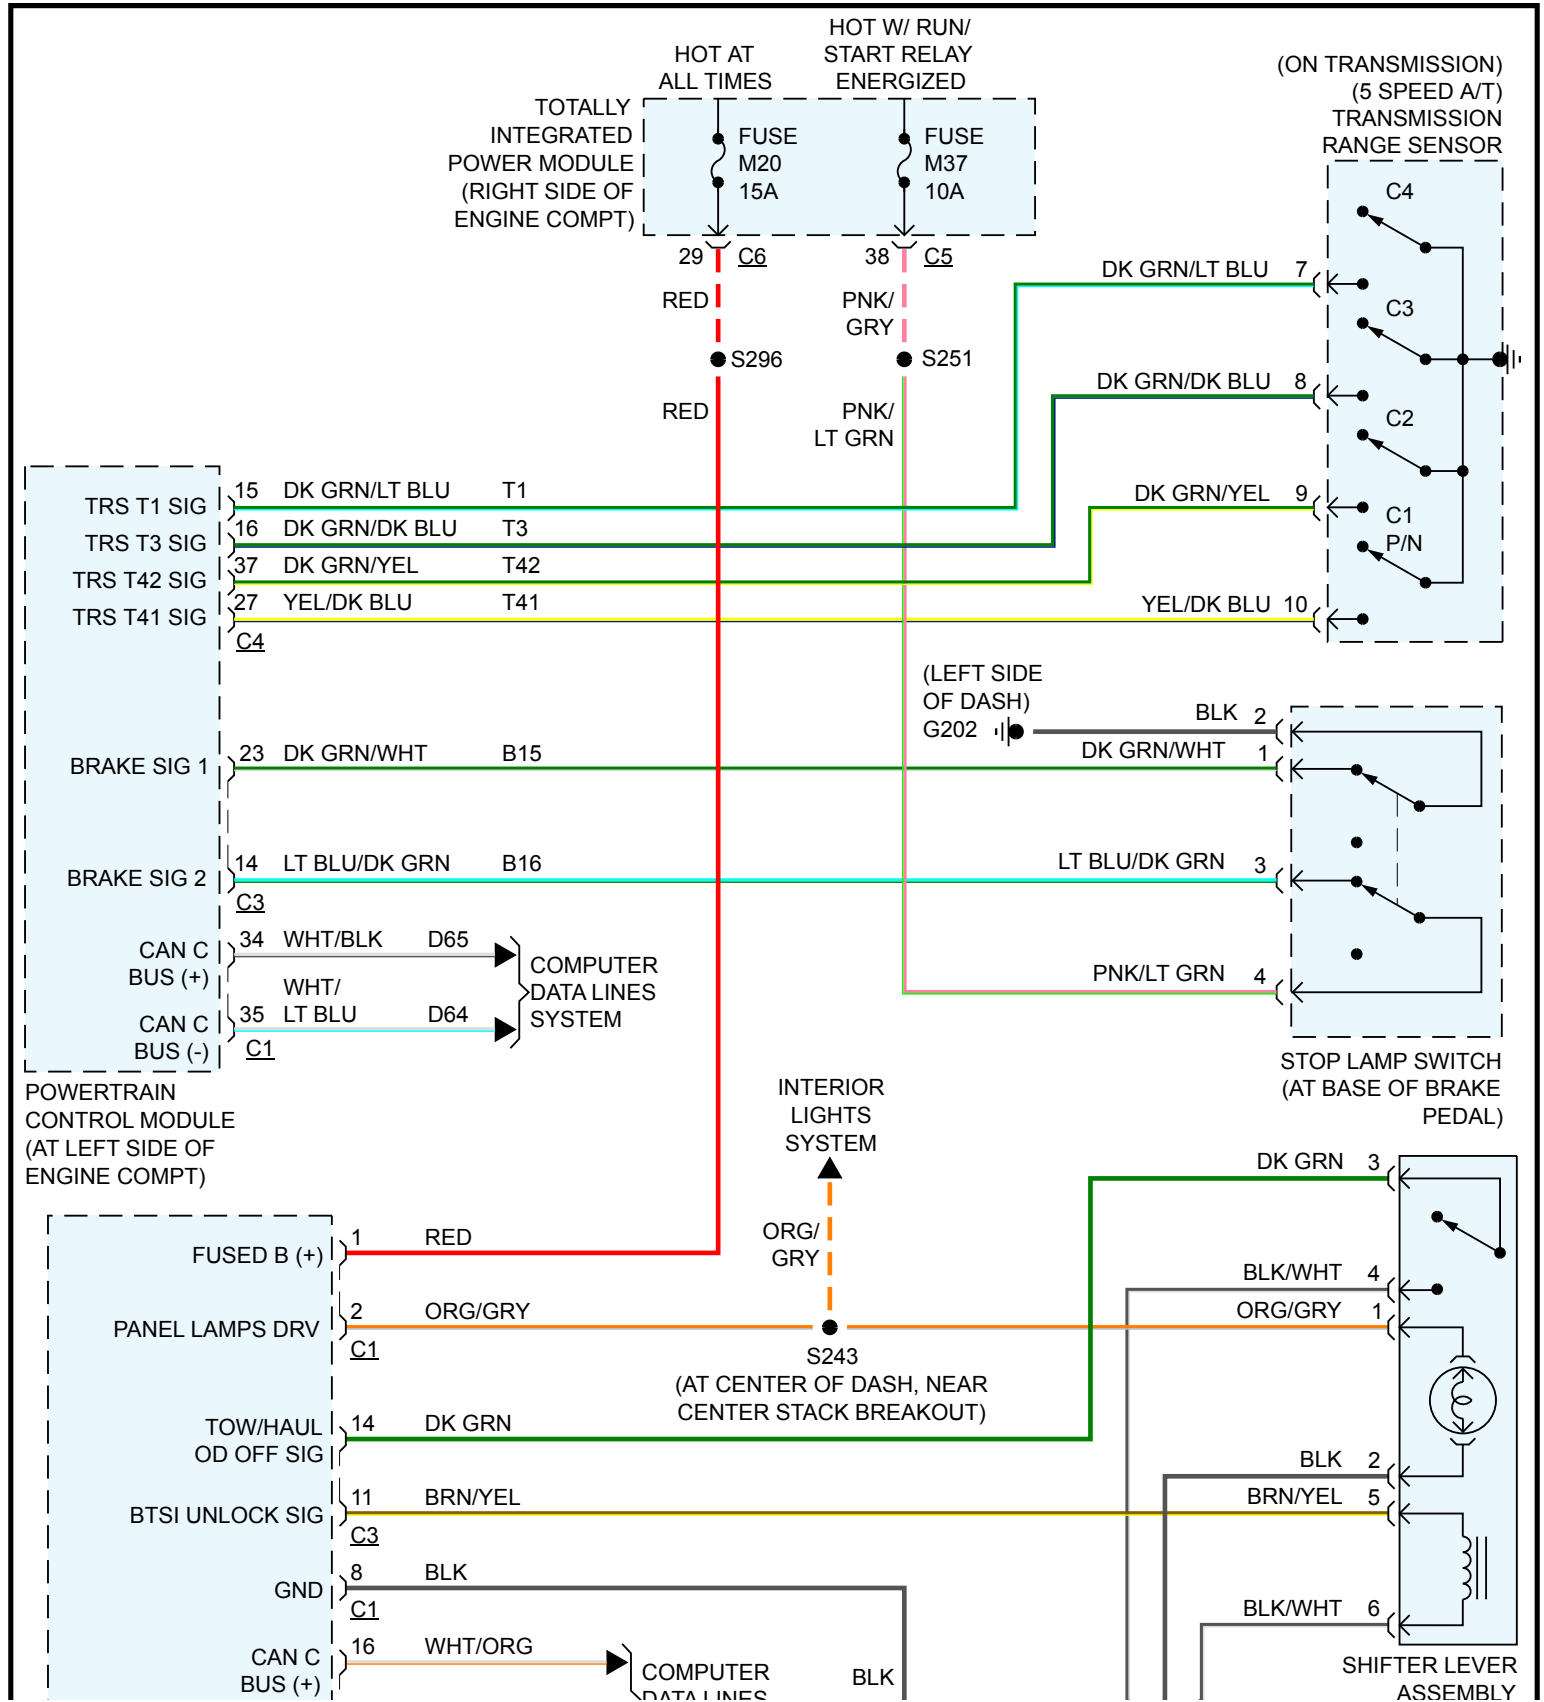 HOT AT
ALL TIMES
HOT W/ RUN/
START RELAY
ENERGIZED
TOTALLY
INTEGRATED
POWER MODULE
(RIGHT SIDE OF
ENGINE COMPT)
FUSE
M20
15A
FUSE
M37
10A
29 C6
38 C5
RED
PNK/
GRY
S296
S251
RED
PNK/
LT GRN
(ON TRANSMISSION)
(5 SPEED A/T)
TRANSMISSION
RANGE SENSOR
C4
C3
C2
C1
P/N
DK GRN/LT BLU 7
DK GRN/DK BLU 8
DK GRN/YEL 9
YEL/DK BLU 10
TRS T1 SIG 15 DK GRN/LT BLU T1
TRS T3 SIG 16 DK GRN/DK BLU T3
TRS T42 SIG 37 DK GRN/YEL T42
TRS T41 SIG 27 YEL/DK BLU T41
C4
(LEFT SIDE
OF DASH)
G202
BLK 2
DK GRN/WHT 1
BRAKE SIG 1 23 DK GRN/WHT B15
BRAKE SIG 2 14 LT BLU/DK GRN B16
C3
LT BLU/DK GRN 3
PNK/LT GRN 4
CAN C
BUS (+)
34 WHT/BLK D65
CAN C
BUS (-)
35 WHT/
LT BLU D64
C1
COMPUTER
DATA LINES
SYSTEM
STOP LAMP SWITCH
(AT BASE OF BRAKE
PEDAL)
POWERTRAIN
CONTROL MODULE
(AT LEFT SIDE OF
ENGINE COMPT)
INTERIOR
LIGHTS
SYSTEM
ORG/
GRY
FUSED B (+) 1 RED
PANEL LAMPS DRV 2 ORG/GRY
C1
S243
(AT CENTER OF DASH, NEAR
CENTER STACK BREAKOUT)
DK GRN 3
BLK/WHT 4
ORG/GRY 1
TOW/HAUL
OD OFF SIG
14 DK GRN
BLK 2
BTSI UNLOCK SIG 11 BRN/YEL
C3
BRN/YEL 5
GND 8 BLK
C1
BLK/WHT 6
CAN C
BUS (+)
16 WHT/ORG
COMPUTER
DATA LINES
BLK
SHIFTER LEVER
ASSEMBLY